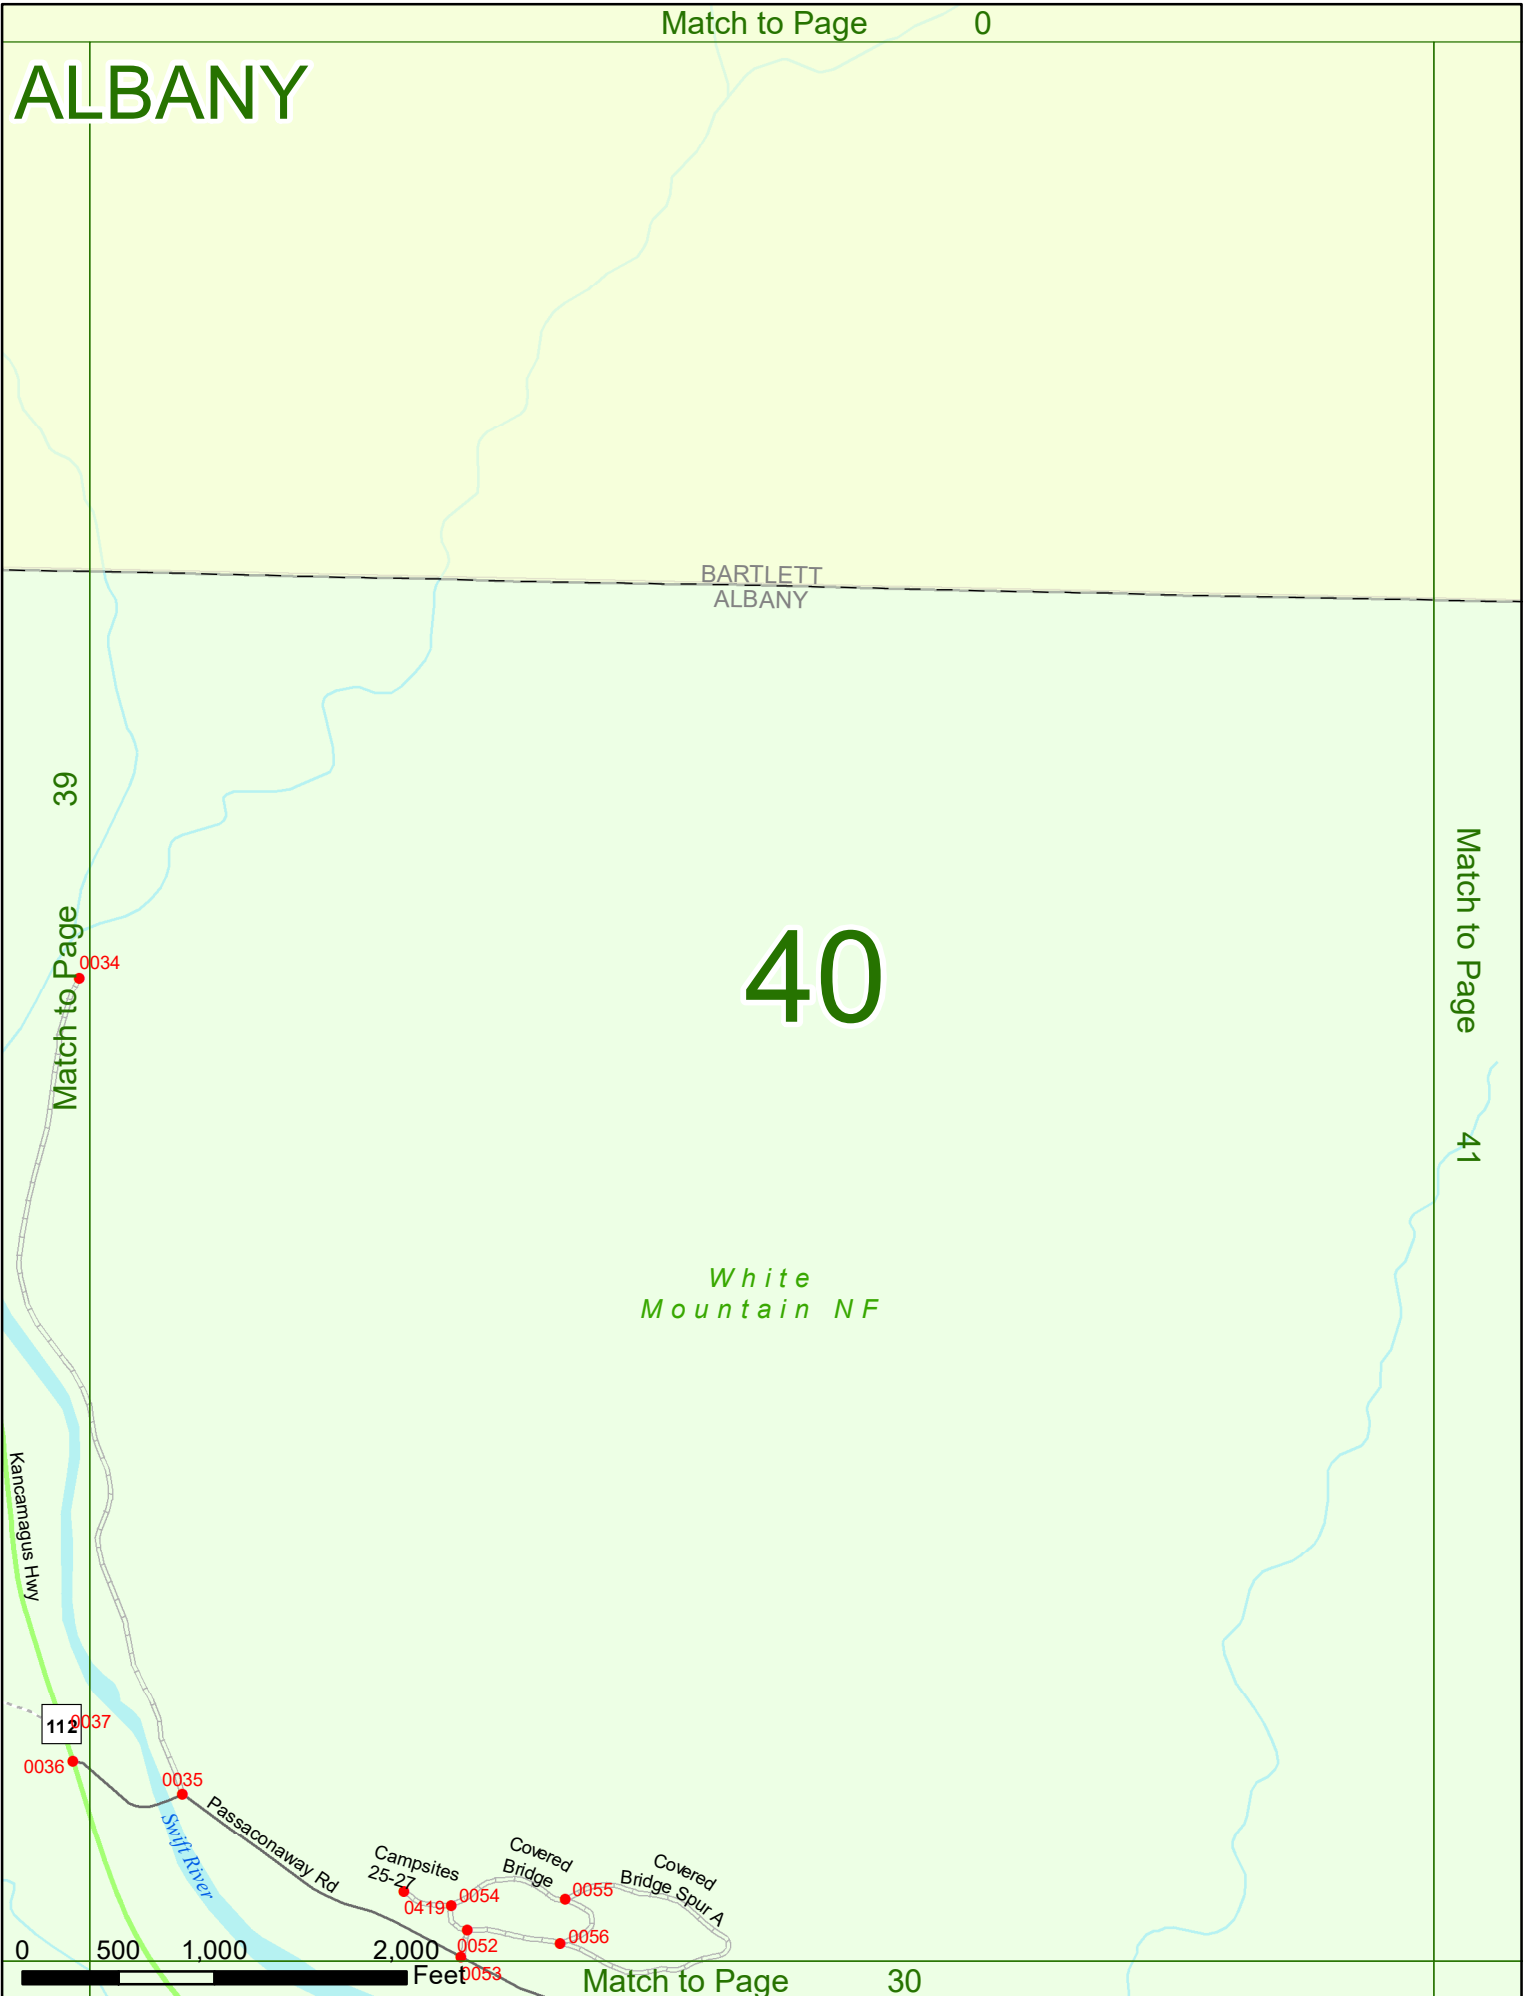 Match to Page 0
ALBANY
BARTLETT
ALBANY
Match to Page 39
40
Match to Page 41
0034
White
Mountain NF
Kancamagus Hwy
112
0037
0036
0035
Passaconaway Rd
Swift River
Campsites
25-27
Covered
Bridge
Covered
Bridge Spur A
0419
0054
0055
0052
0056
0053
0 500 1,000 2,000
Feet
Match to Page 30